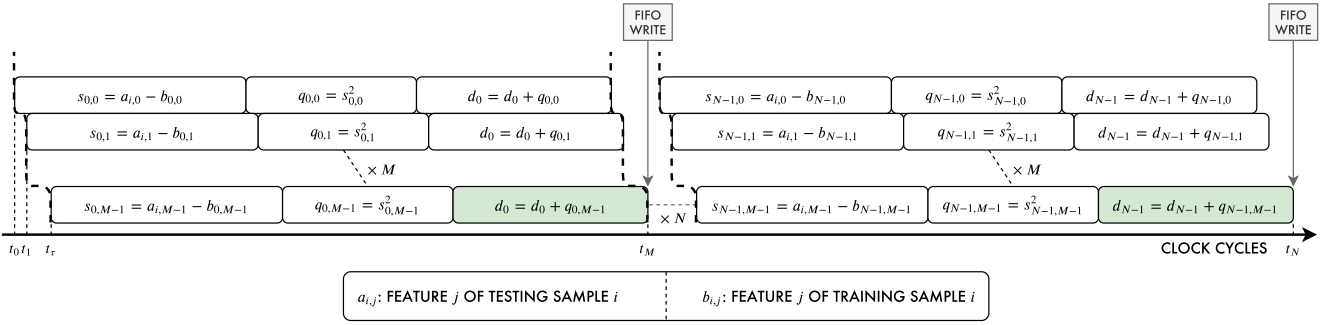 FIFO
WRITE
FIFO
WRITE
s_{0,0} = a_{i,0} − b_{0,0}
q_{0,0} = s_{0,0}^2
d_0 = d_0 + q_{0,0}
s_{N−1,0} = a_{i,0} − b_{N−1,0}
q_{N−1,0} = s_{N−1,0}^2
d_{N−1} = d_{N−1} + q_{N−1,0}
s_{0,1} = a_{i,1} − b_{0,1}
q_{0,1} = s_{0,1}^2
d_0 = d_0 + q_{0,1}
s_{N−1,1} = a_{i,1} − b_{N−1,1}
q_{N−1,1} = s_{N−1,1}^2
d_{N−1} = d_{N−1} + q_{N−1,1}
× M
× M
s_{0,M−1} = a_{i,M−1} − b_{0,M−1}
q_{0,M−1} = s_{0,M−1}^2
d_0 = d_0 + q_{0,M−1}
× N
s_{N−1,M−1} = a_{i,M−1} − b_{N−1,M−1}
q_{N−1,M−1} = s_{N−1,M−1}^2
d_{N−1} = d_{N−1} + q_{N−1,M−1}
t_0 t_1 t_τ t_M CLOCK CYCLES t_N
a_{i,j}: FEATURE j OF TESTING SAMPLE i
b_{i,j}: FEATURE j OF TRAINING SAMPLE i